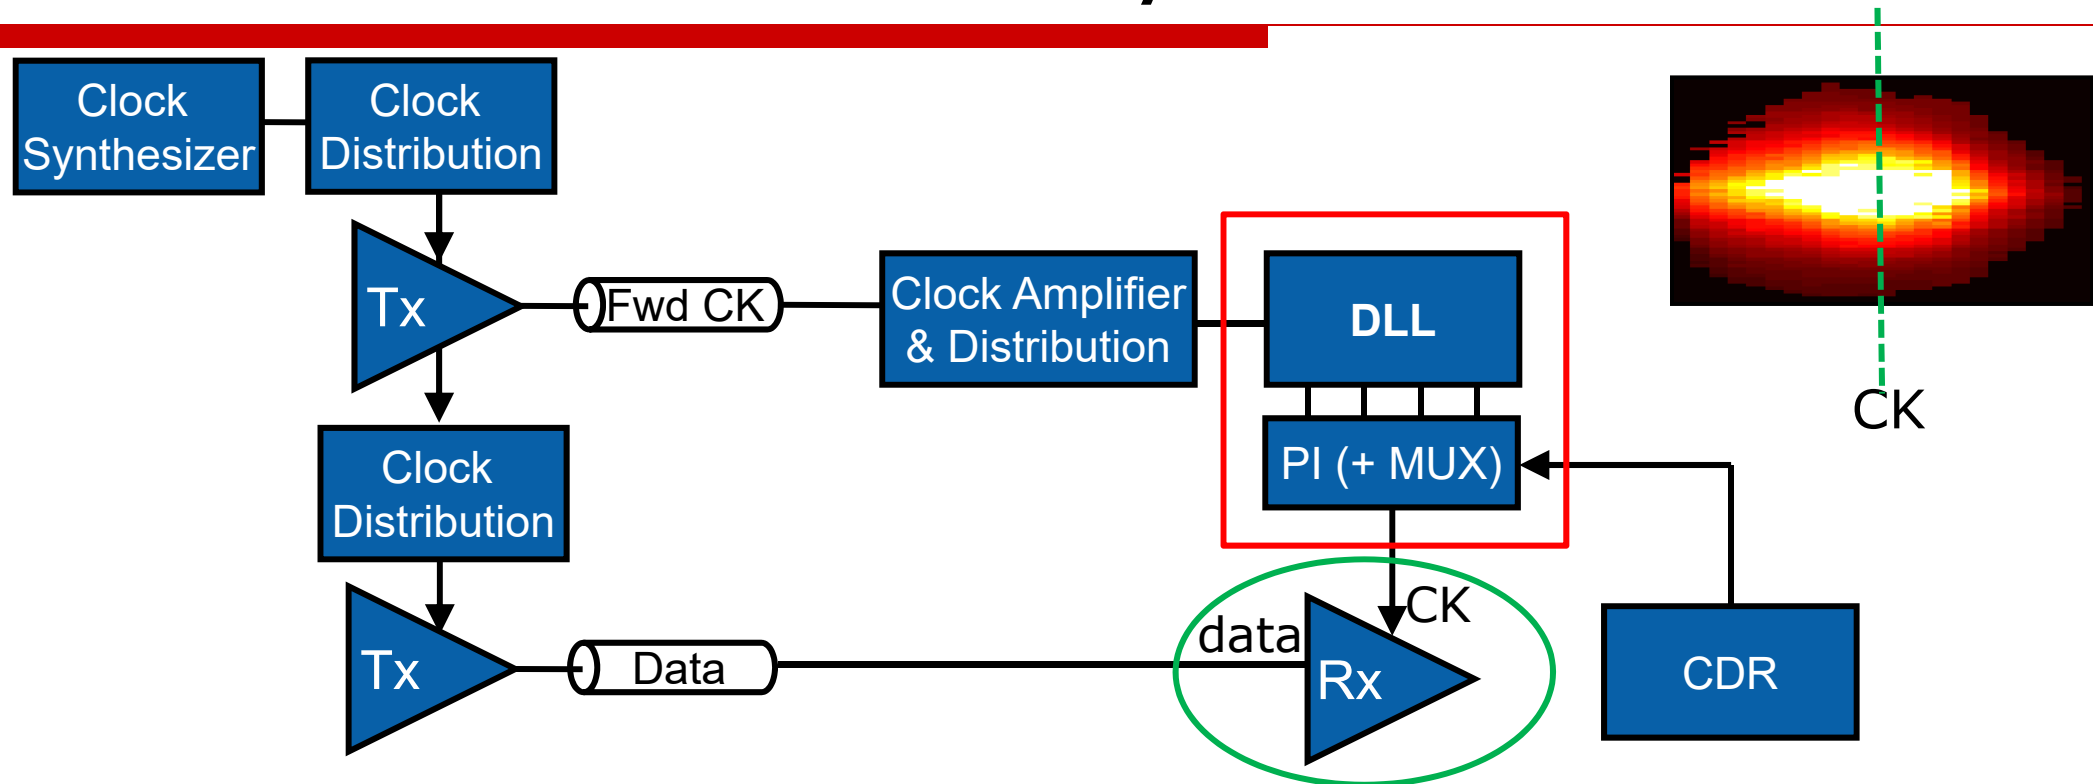 Clock
Synthesizer
Clock
Distribution
Tx
Fwd CK
Clock Amplifier
& Distribution
DLL
PI (+ MUX)
CK
Clock
Distribution
Tx
Data
data
CK
Rx
CDR